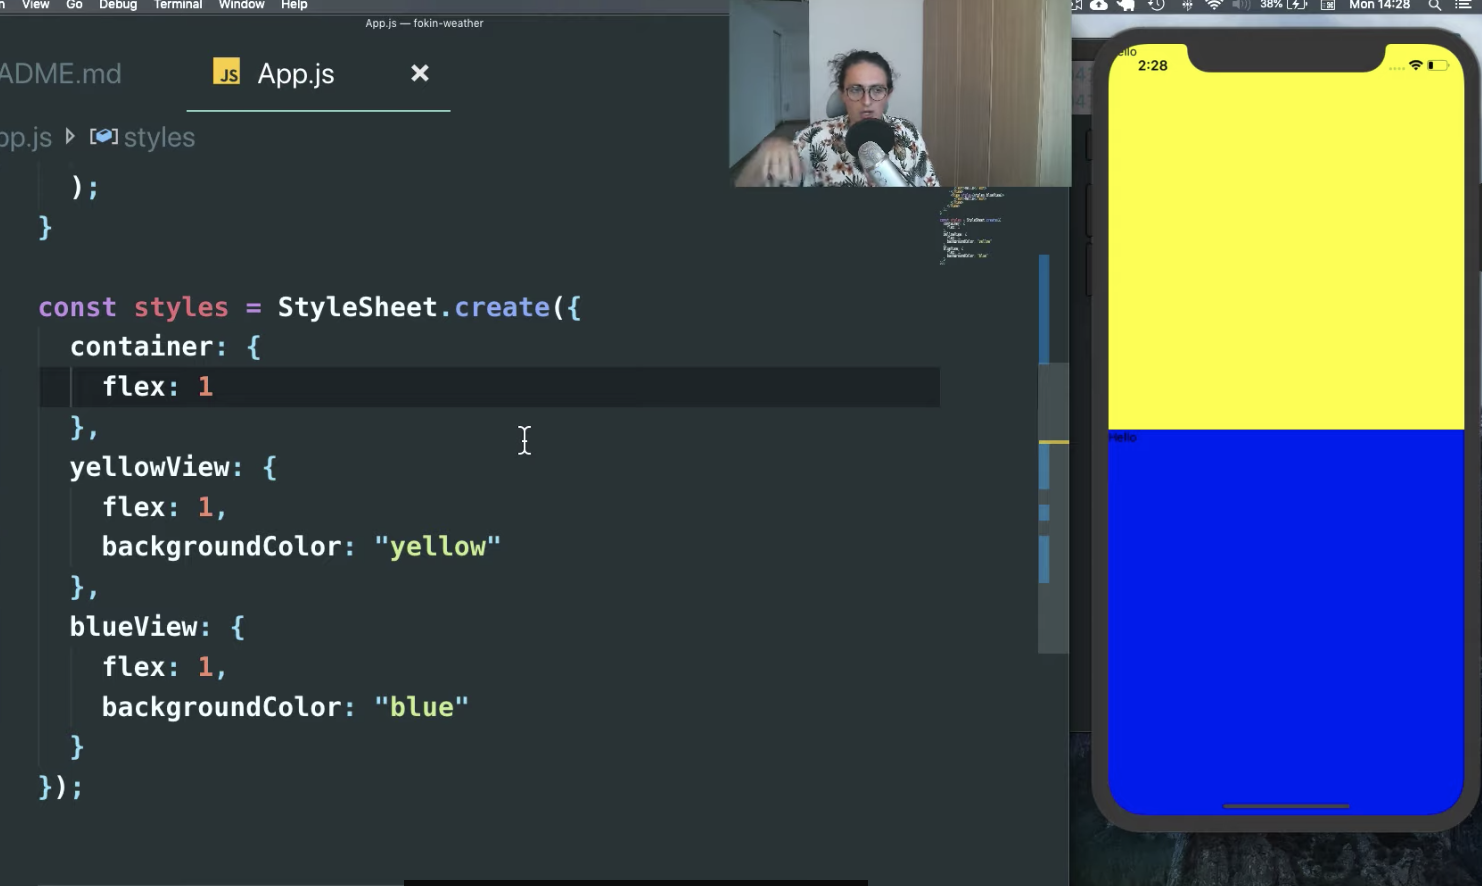 View Go Debug Terminal Window Help
38% Mon 14:28
App.js — fokin-weather
ADME.md
JS App.js ×
pp.js styles
);
}
const styles = StyleSheet.create({
container: {
flex: 1
},
yellowView: {
flex: 1,
backgroundColor: "yellow"
},
blueView: {
flex: 1,
backgroundColor: "blue"
}
});
ello
2:28
Hello